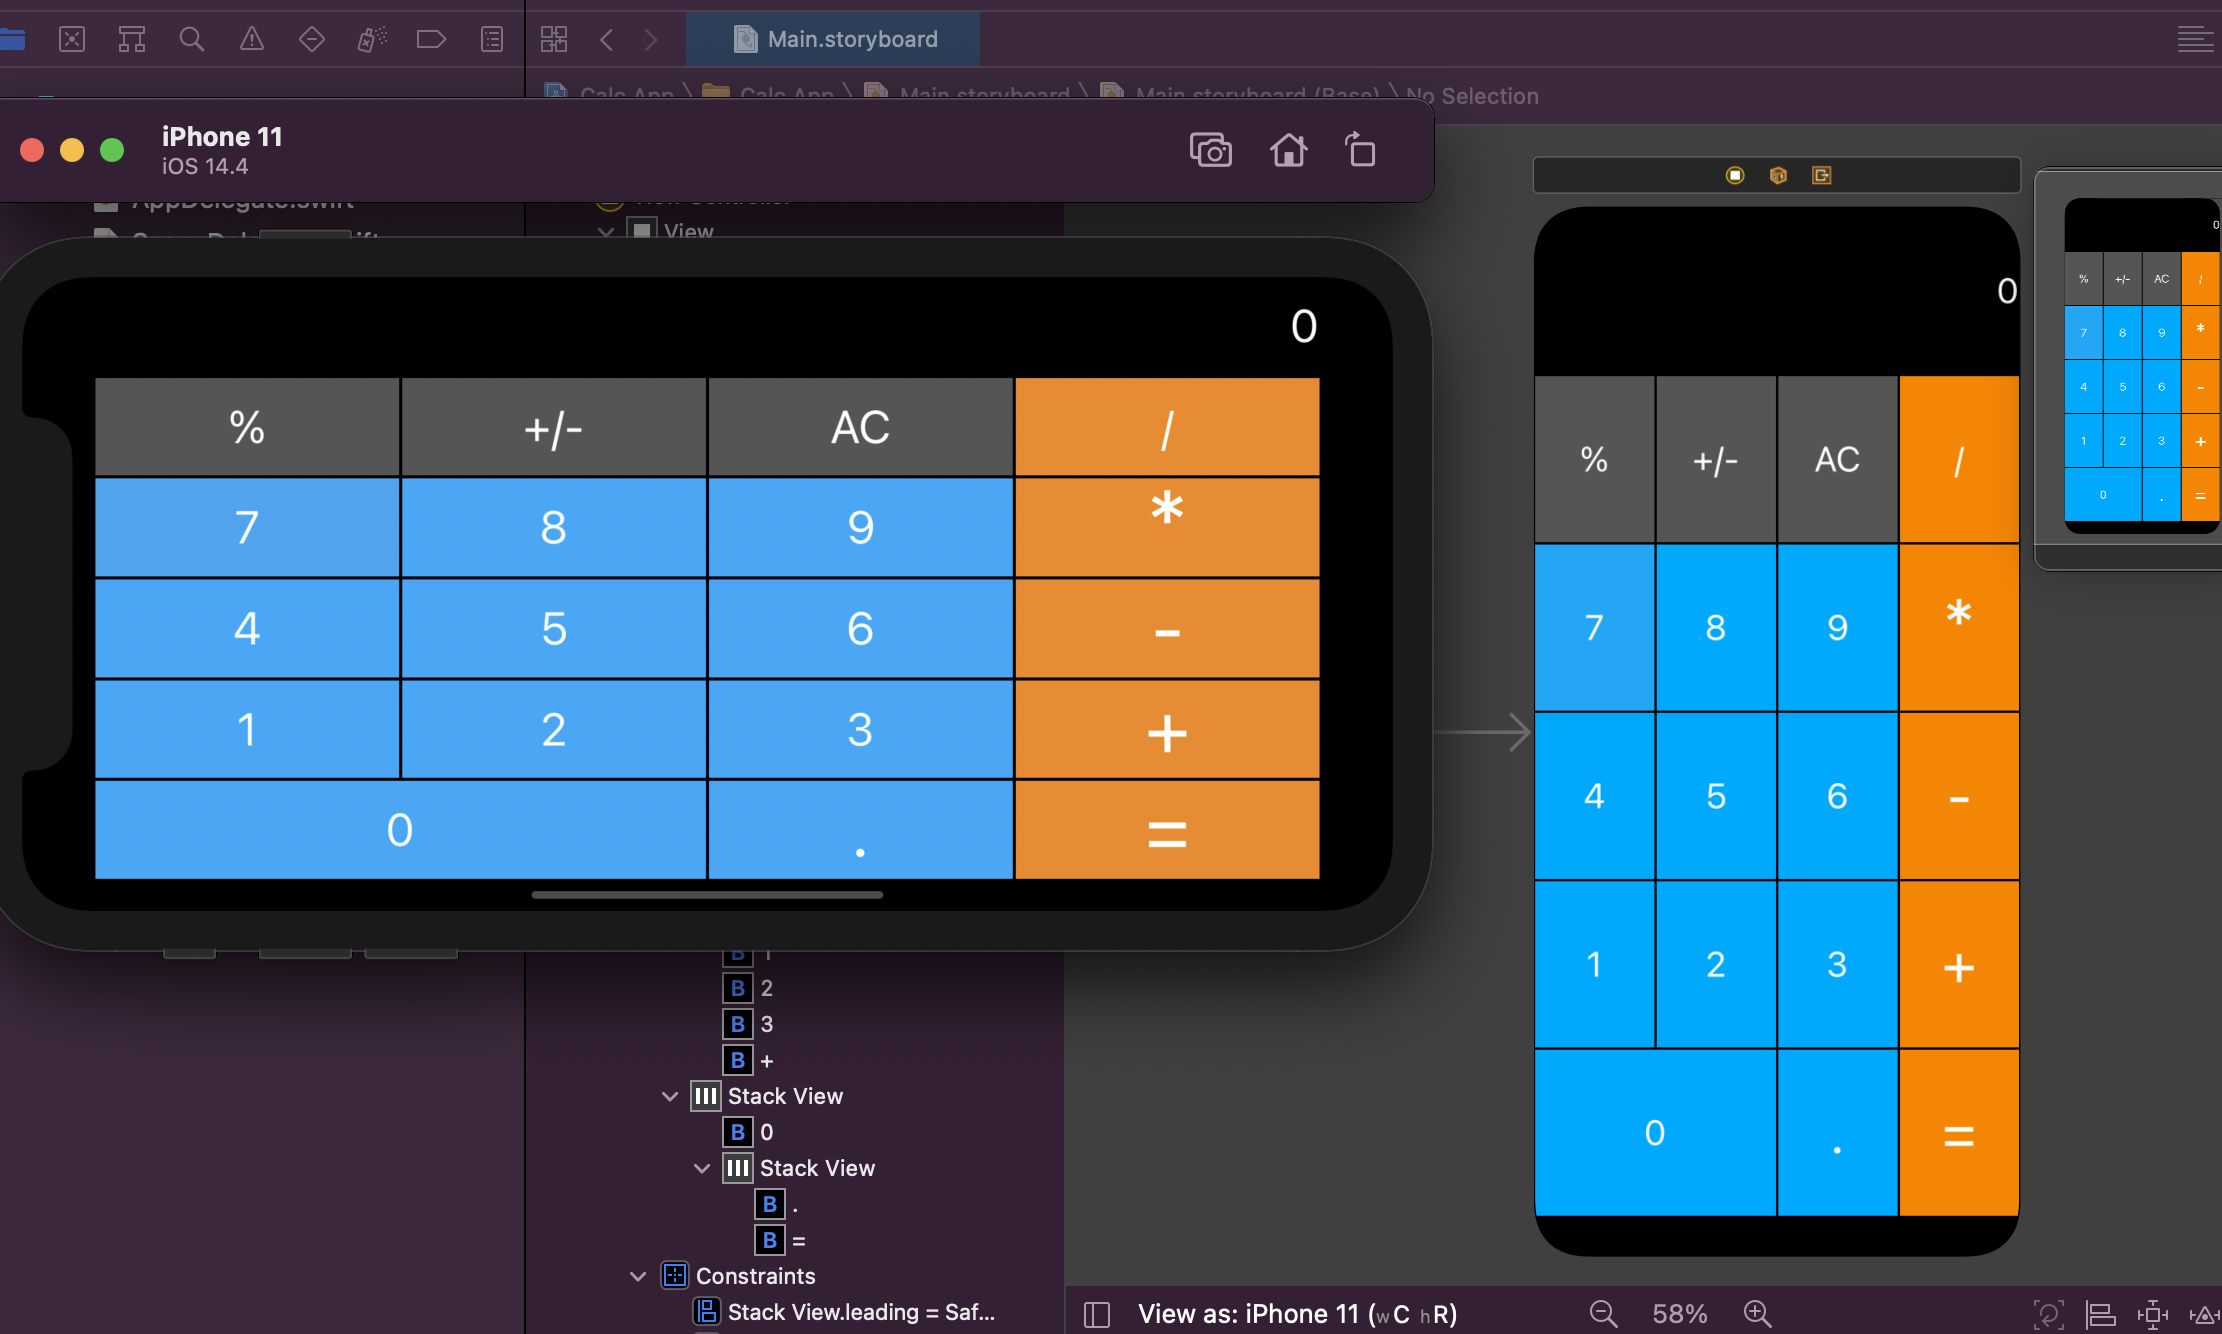 Main.storyboard
Calc App
Calc App
Main.storyboard
Main.storyboard (Base)
No Selection
iPhone 11
iOS 14.4
AppDelegate.swift
View Controller
View
0
% +/- AC /
7 8 9 *
4 5 6 -
1 2 3 +
0 . =
B 1
B 2
B 3
B +
Stack View
B 0
Stack View
B .
B =
Constraints
Stack View.leading = Saf...
0
% +/- AC /
7 8 9 *
4 5 6 -
1 2 3 +
0 . =
0
% +/- AC /
7 8 9 *
4 5 6 -
1 2 3 +
0 . =
View as: iPhone 11 (wC hR)
58%